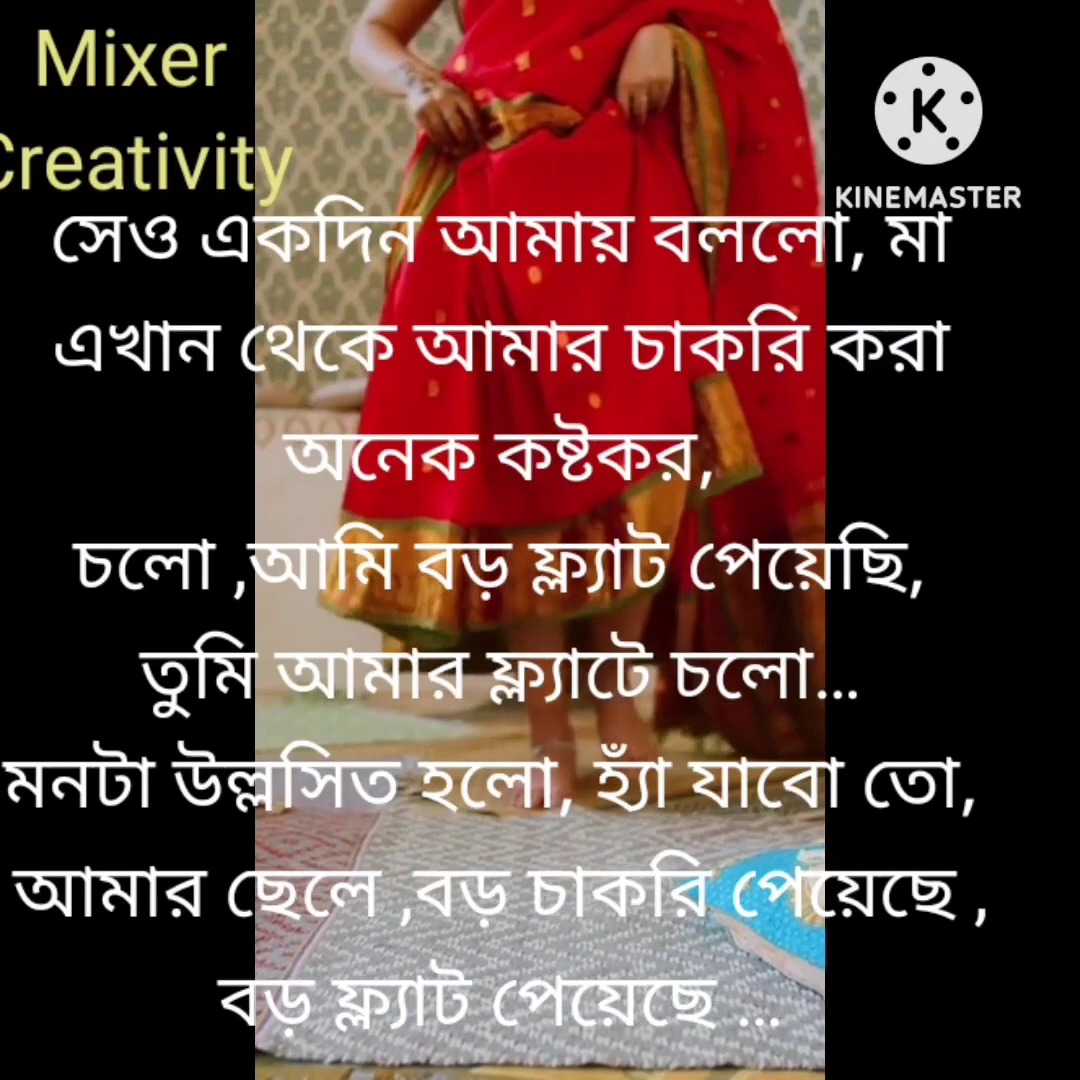 Mixer
Creativity
KINEMASTER
সেও একদিন আমায় বললো, মা
এখান থেকে আমার চাকরি করা
অনেক কষ্টকর,
চলো ,আমি বড় ফ্ল্যাট পেয়েছি,
তুমি আমার ফ্ল্যাটে চলো...
মনটা উল্লসিত হলো, হ্যাঁ যাবো তো,
আমার ছেলে ,বড় চাকরি পেয়েছে ,
বড় ফ্ল্যাট পেয়েছে ...